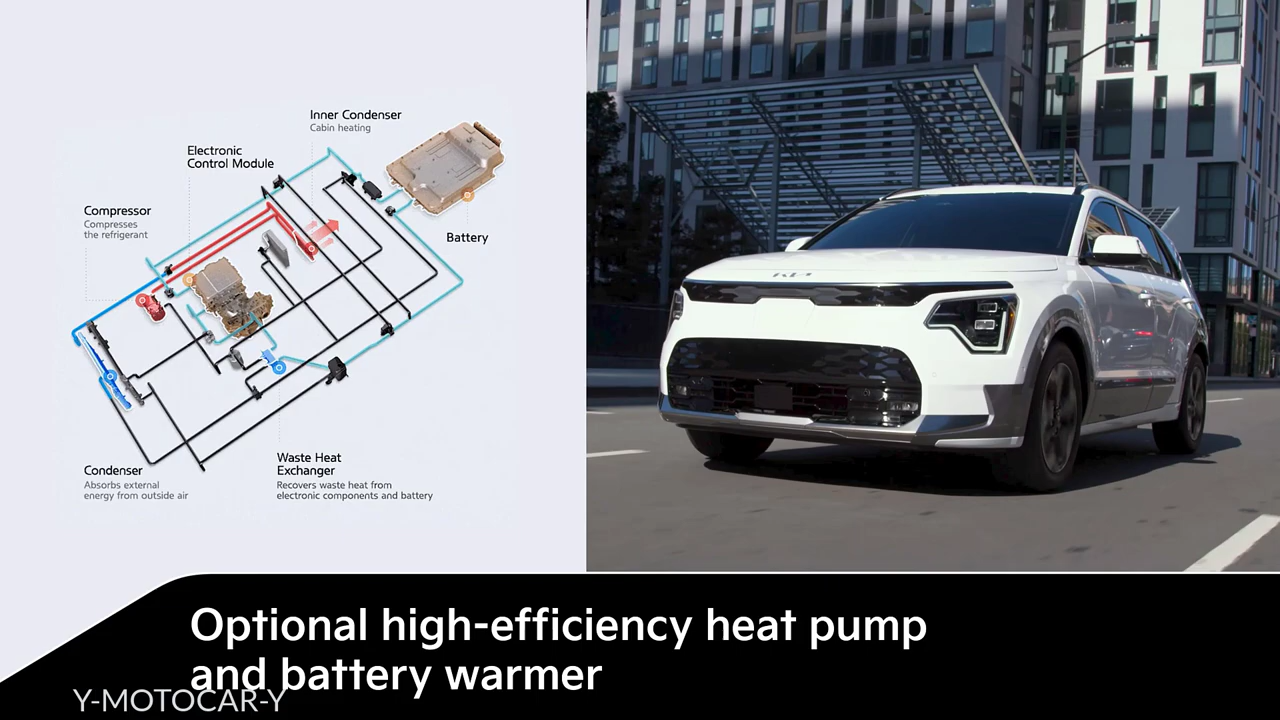 Inner Condenser
Cabin heating
Electronic
Control Module
Compressor
Compresses
the refrigerant
Battery
Condenser
Absorbs external
energy from outside air
Waste Heat
Exchanger
Recovers waste heat from
electronic components and battery
KIA
Optional high-efficiency heat pump
and battery warmer
Y-MOTOCAR-Y